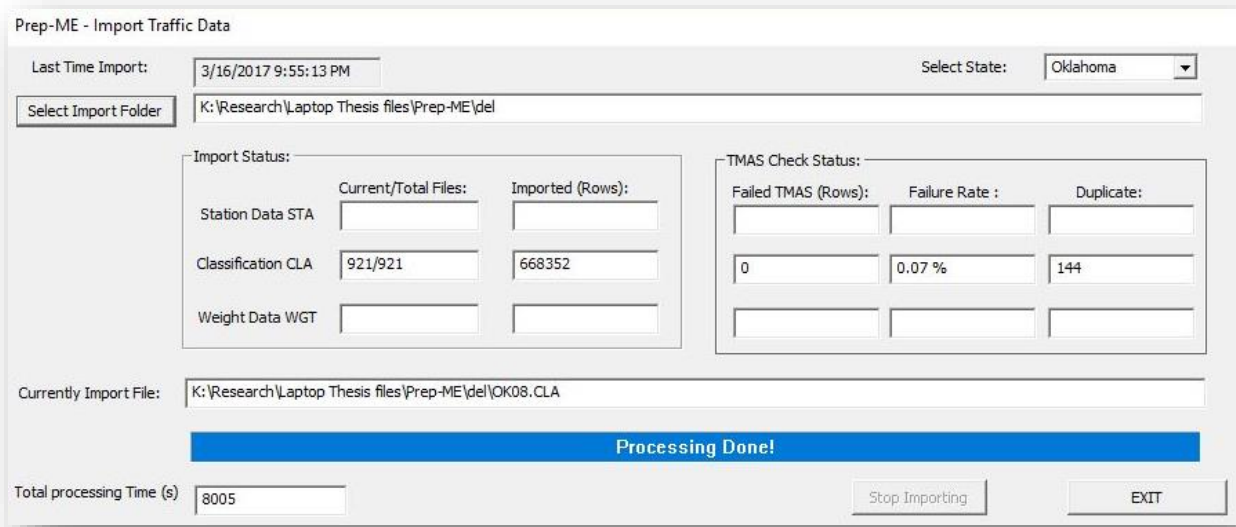 Prep-ME - Import Traffic Data
Last Time Import: 3/16/2017 9:55:13 PM Select State: Oklahoma
Select Import Folder K:\Research\Laptop Thesis files\Prep-ME\del
Import Status: TMAS Check Status:
Current/Total Files: Imported (Rows): Failed TMAS (Rows): Failure Rate : Duplicate:
Station Data STA
Classification CLA 921/921 668352 0 0.07 % 144
Weight Data WGT
Currently Import File: K:\Research\Laptop Thesis files\Prep-ME\del\OK08.CLA
Processing Done!
Total processing Time (s) 8005 Stop Importing EXIT